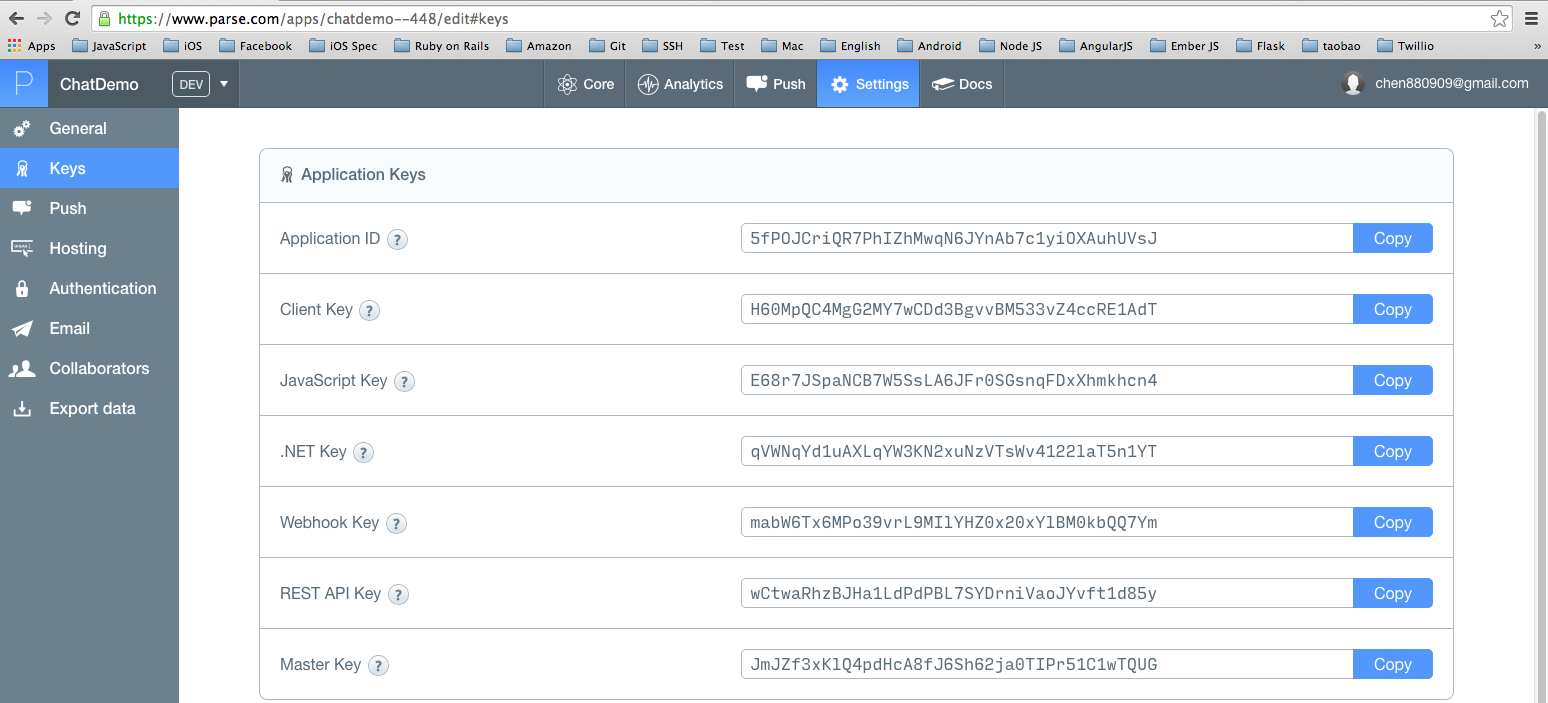 https://www.parse.com/apps/chatdemo--448/edit#keys
Apps JavaScript iOS Facebook iOS Spec Ruby on Rails Amazon Git SSH Test Mac English Android Node JS AngularJS Ember JS Flask taobao Twillio »
P ChatDemo DEV Core Analytics Push Settings Docs chen880909@gmail.com
General
Keys
Push
Hosting
Authentication
Email
Collaborators
Export data
Application Keys
Application ID ? 5fPOJCriQR7PhIZhMwqN6JYnAb7c1yiOXAuhUVsJ Copy
Client Key ? H60MpQC4MgG2MY7wCDd3BgvvBM533vZ4ccRE1AdT Copy
JavaScript Key ? E68r7JSpaNCB7W5SsLA6JFr0SGsnqFDxXhmkhcn4 Copy
.NET Key ? qVWNqYd1uAXLqYW3KN2xuNzVTsWv4122laT5n1YT Copy
Webhook Key ? mabW6Tx6MPo39vrL9MIlYHZ0x20xYlBM0kbQQ7Ym Copy
REST API Key ? wCtwaRhzBJHa1LdPdPBL7SYDrniVaoJYvft1d85y Copy
Master Key ? JmJZf3xKlQ4pdHcA8fJ6Sh62ja0TIPr51C1wTQUG Copy